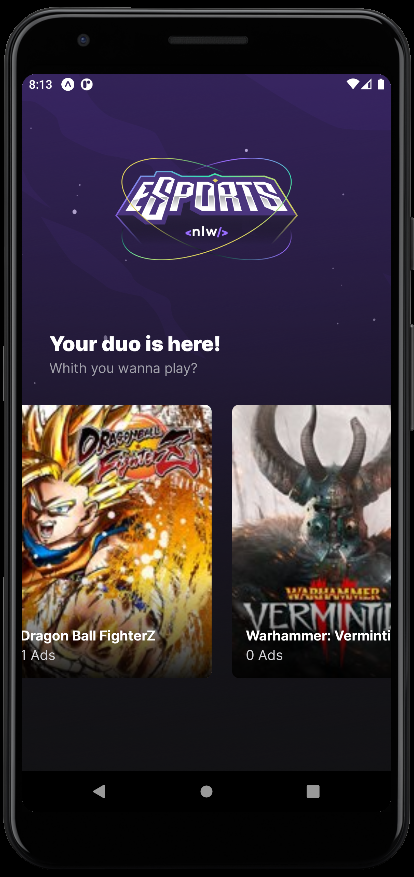 8:13
ESPORTS
<nlw/>
Your duo is here!
Whith you wanna play?
DRAGONBALL
FighterZ
WARHAMMER
VERMINTI
Dragon Ball FighterZ
1 Ads
Warhammer: Verminti
0 Ads